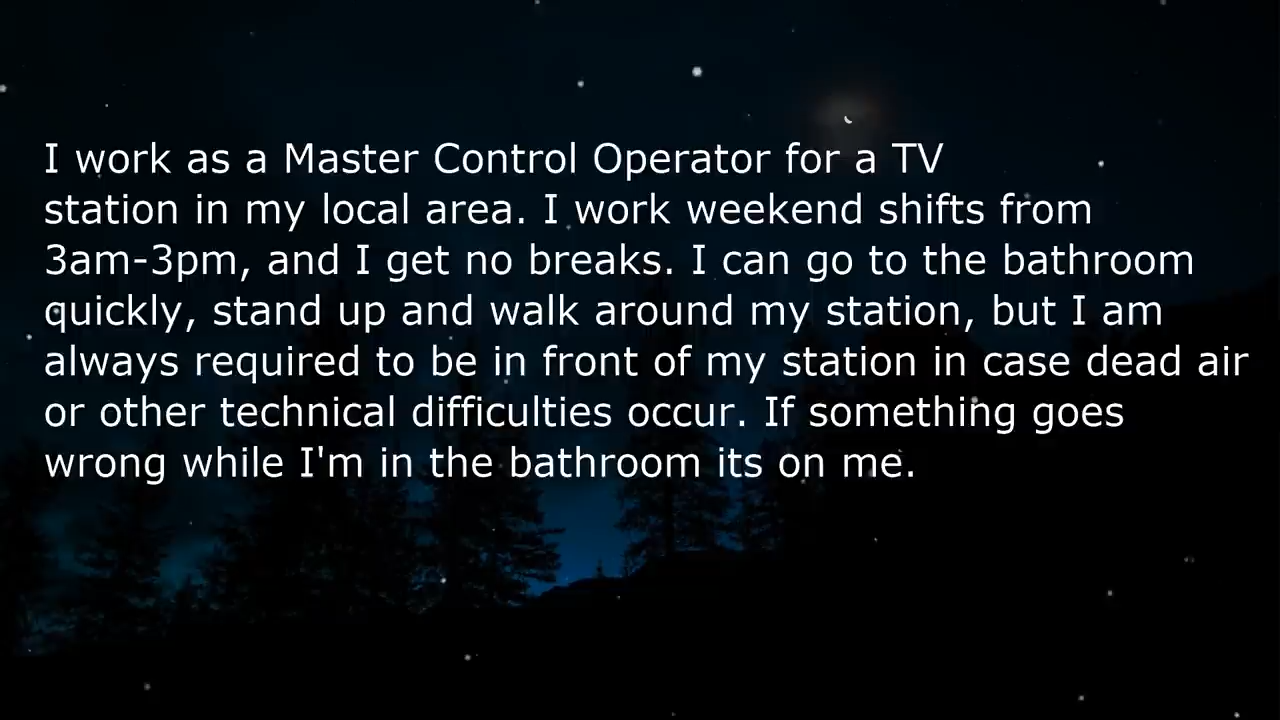 I work as a Master Control Operator for a TV
station in my local area. I work weekend shifts from
3am-3pm, and I get no breaks. I can go to the bathroom
quickly, stand up and walk around my station, but I am
always required to be in front of my station in case dead air
or other technical difficulties occur. If something goes
wrong while I'm in the bathroom its on me.